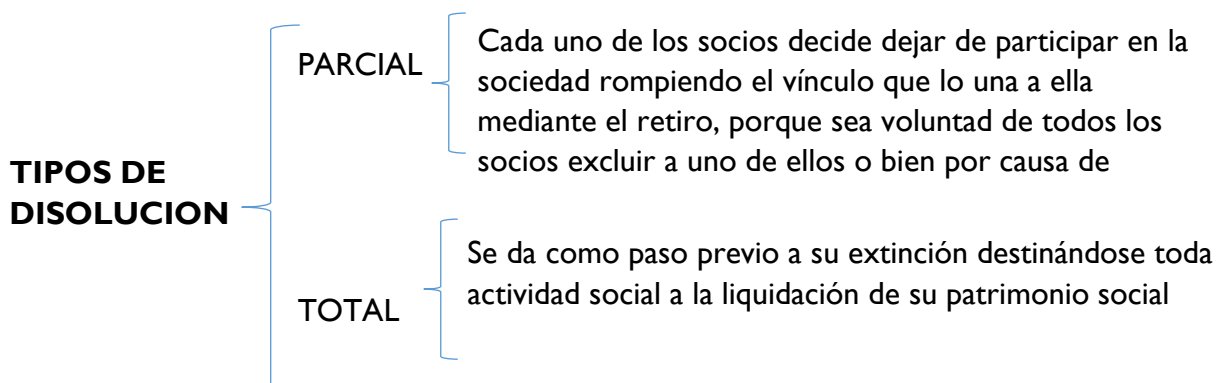 TIPOS DE
DISOLUCION
PARCIAL
Cada uno de los socios decide dejar de participar en la
sociedad rompiendo el vínculo que lo una a ella
mediante el retiro, porque sea voluntad de todos los
socios excluir a uno de ellos o bien por causa de
TOTAL
Se da como paso previo a su extinción destinándose toda
actividad social a la liquidación de su patrimonio social